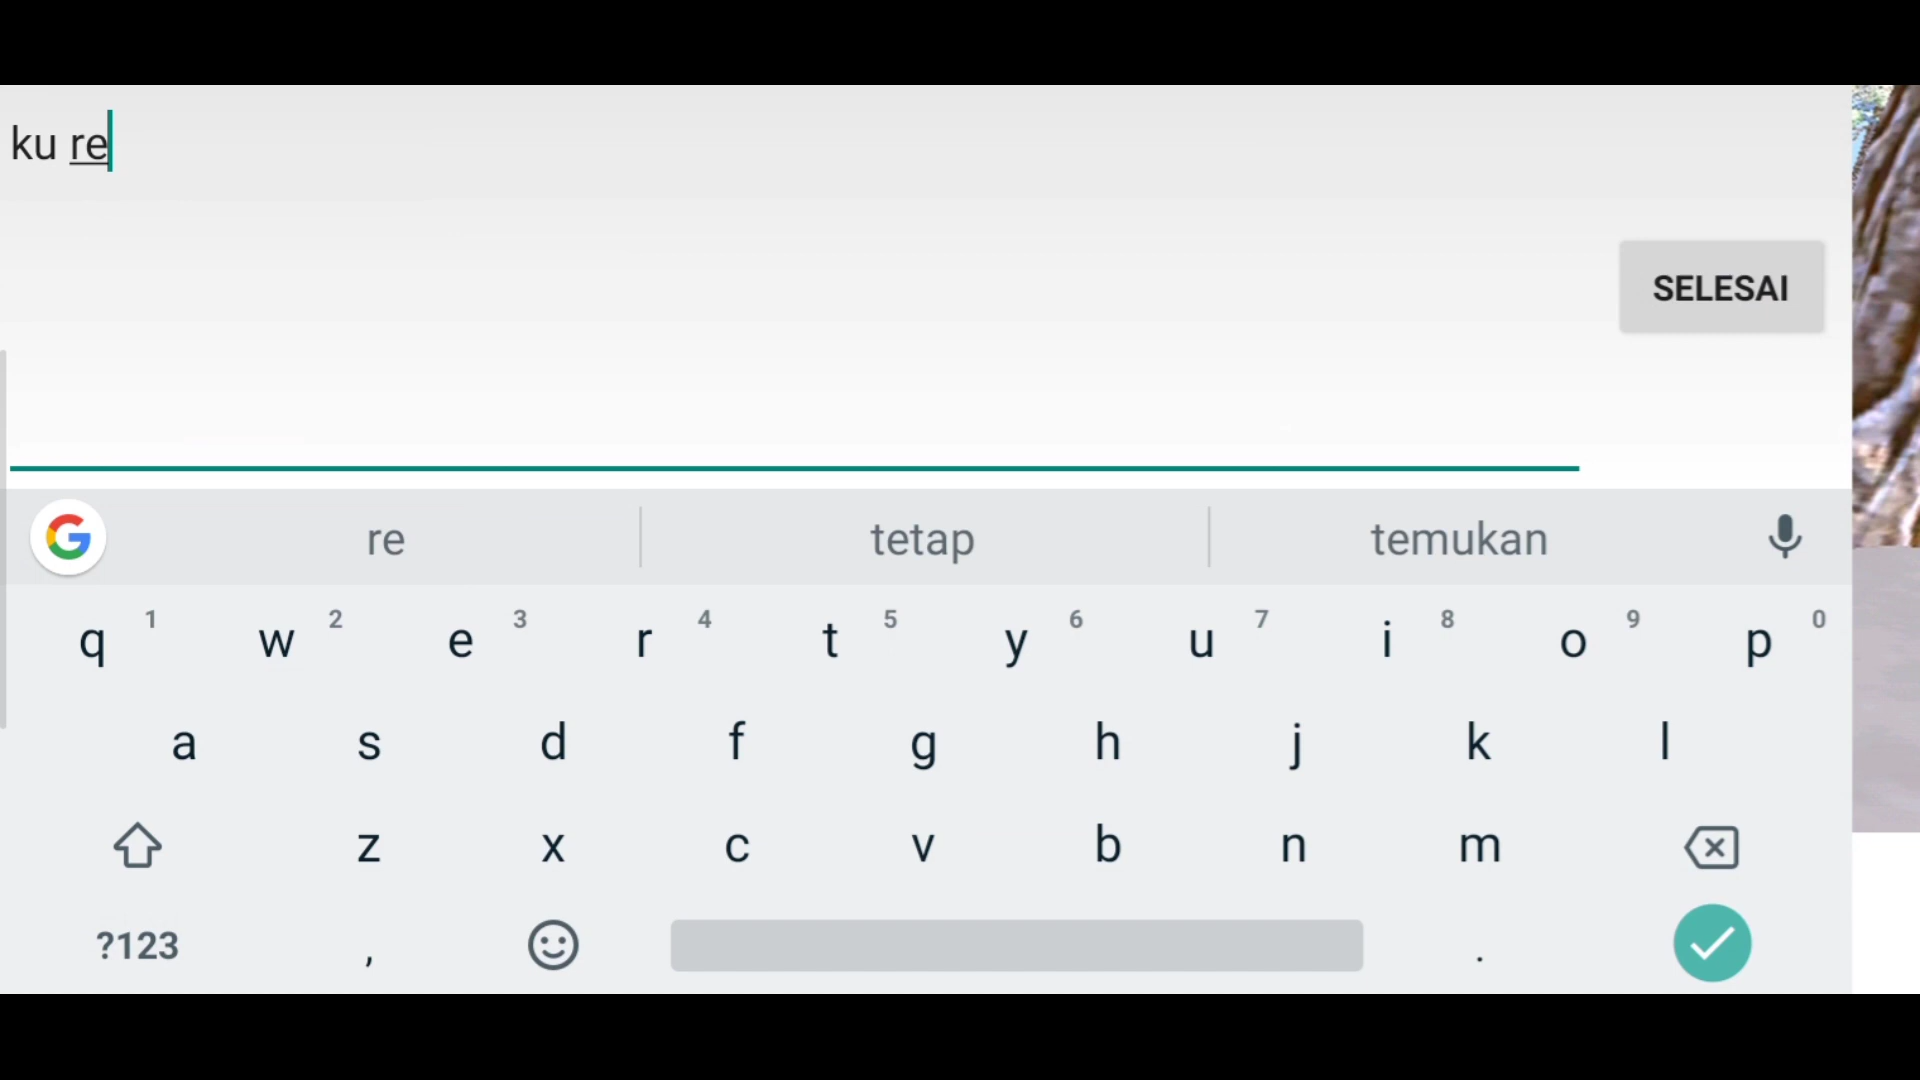 ku re
SELESAI
re tetap temukan
q 1 w 2 e 3 r 4 t 5 y 6 u 7 i 8 o 9 p 0
a s d f g h j k l
z x c v b n m
?123 , .